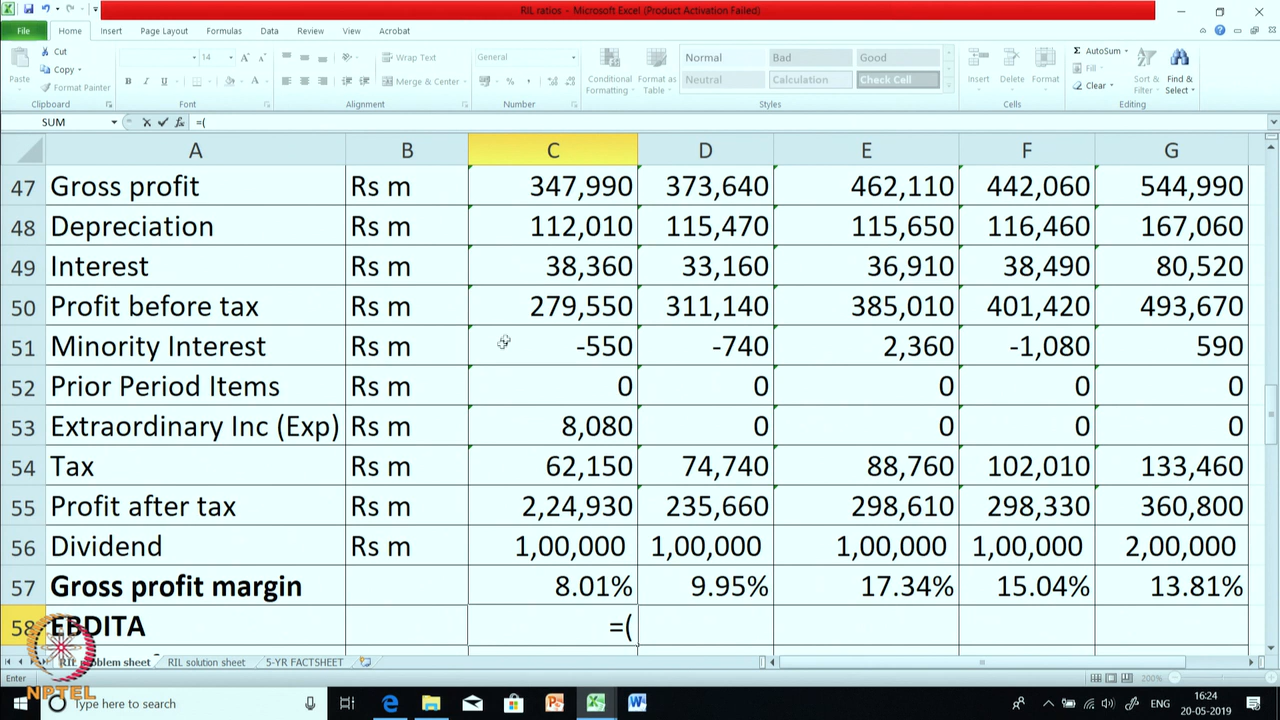 RIL ratios - Microsoft Excel (Product Activation Failed)
File Home Insert Page Layout Formulas Data Review View Acrobat
Cut
Copy
Format Painter
Paste
Clipboard
14
Font
Wrap Text
Merge & Center
Alignment
General
Number
Conditional Formatting
Format as Table
Normal Bad Good
Neutral Calculation Check Cell
Styles
Insert Delete Format
Cells
AutoSum
Fill
Clear
Sort & Filter
Find & Select
Editing
SUM =(
A B C D E F G
47 Gross profit Rs m 347,990 373,640 462,110 442,060 544,990
48 Depreciation Rs m 112,010 115,470 115,650 116,460 167,060
49 Interest Rs m 38,360 33,160 36,910 38,490 80,520
50 Profit before tax Rs m 279,550 311,140 385,010 401,420 493,670
51 Minority Interest Rs m -550 -740 2,360 -1,080 590
52 Prior Period Items Rs m 0 0 0 0 0
53 Extraordinary Inc (Exp) Rs m 8,080 0 0 0 0
54 Tax Rs m 62,150 74,740 88,760 102,010 133,460
55 Profit after tax Rs m 2,24,930 235,660 298,610 298,330 360,800
56 Dividend Rs m 1,00,000 1,00,000 1,00,000 1,00,000 2,00,000
57 Gross profit margin 8.01% 9.95% 17.34% 15.04% 13.81%
58 EBDITA =(
RIL problem sheet RIL solution sheet 5-YR FACTSHEET
Enter 200%
NPTEL
Type here to search
ENG
16:24
20-05-2019